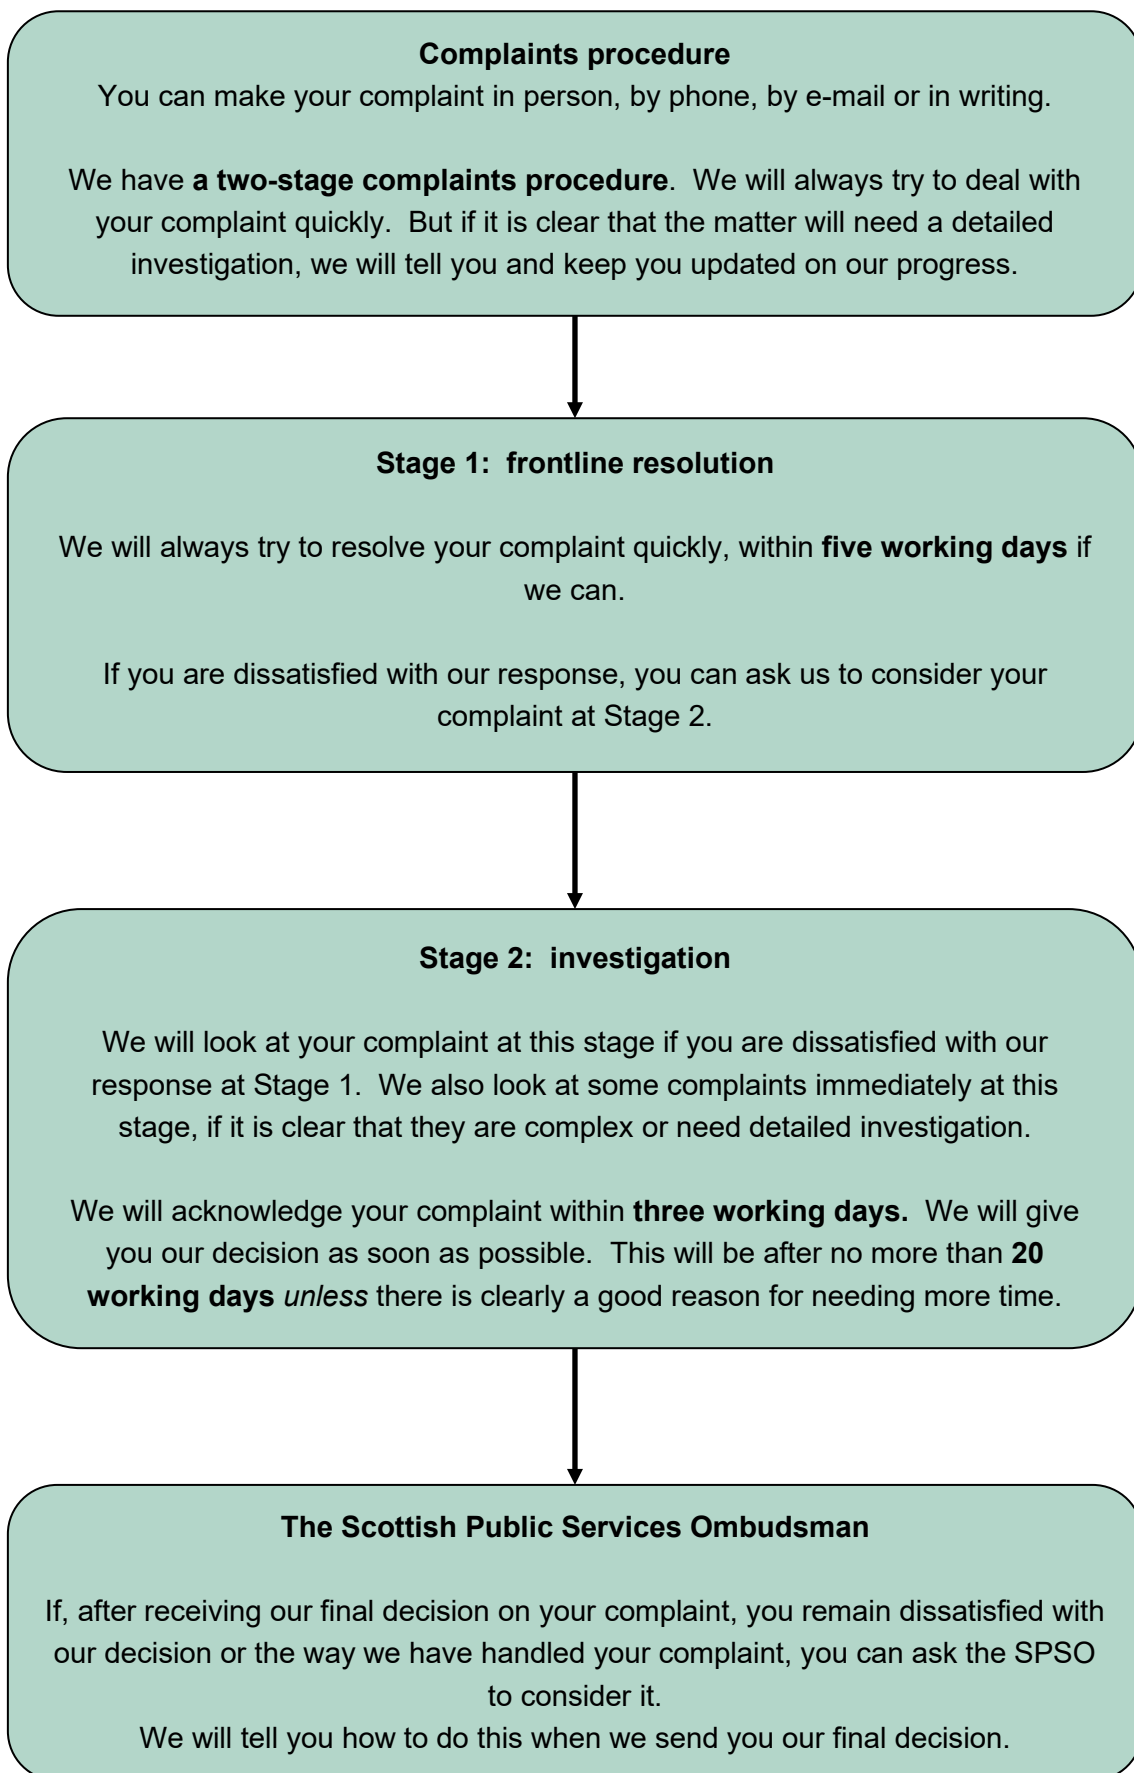 Complaints procedure
You can make your complaint in person, by phone, by e-mail or in writing.
We have a two-stage complaints procedure.  We will always try to deal with
your complaint quickly.  But if it is clear that the matter will need a detailed
investigation, we will tell you and keep you updated on our progress.
Stage 1:  frontline resolution
We will always try to resolve your complaint quickly, within five working days if
we can.
If you are dissatisfied with our response, you can ask us to consider your
complaint at Stage 2.
Stage 2:  investigation
We will look at your complaint at this stage if you are dissatisfied with our
response at Stage 1.  We also look at some complaints immediately at this
stage, if it is clear that they are complex or need detailed investigation.
We will acknowledge your complaint within three working days.  We will give
you our decision as soon as possible.  This will be after no more than 20
working days unless there is clearly a good reason for needing more time.
The Scottish Public Services Ombudsman
If, after receiving our final decision on your complaint, you remain dissatisfied with
our decision or the way we have handled your complaint, you can ask the SPSO
to consider it.
We will tell you how to do this when we send you our final decision.